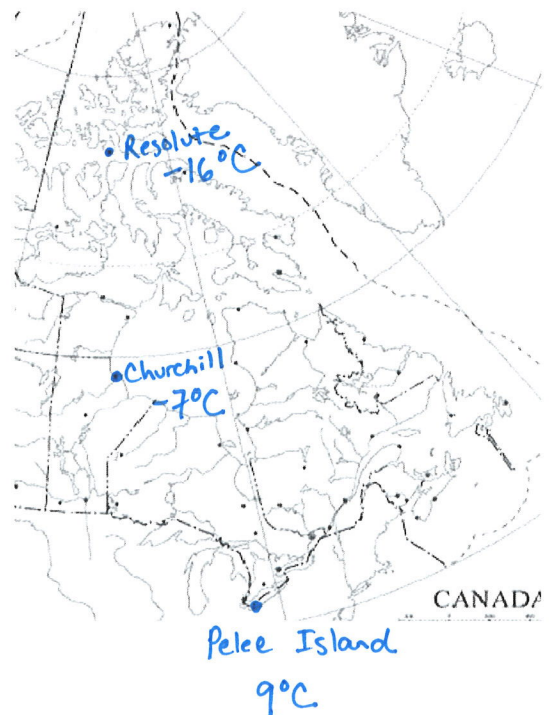 Resolute
-16°C
Churchill
-7°C
CANADA
Pelee Island
9°C